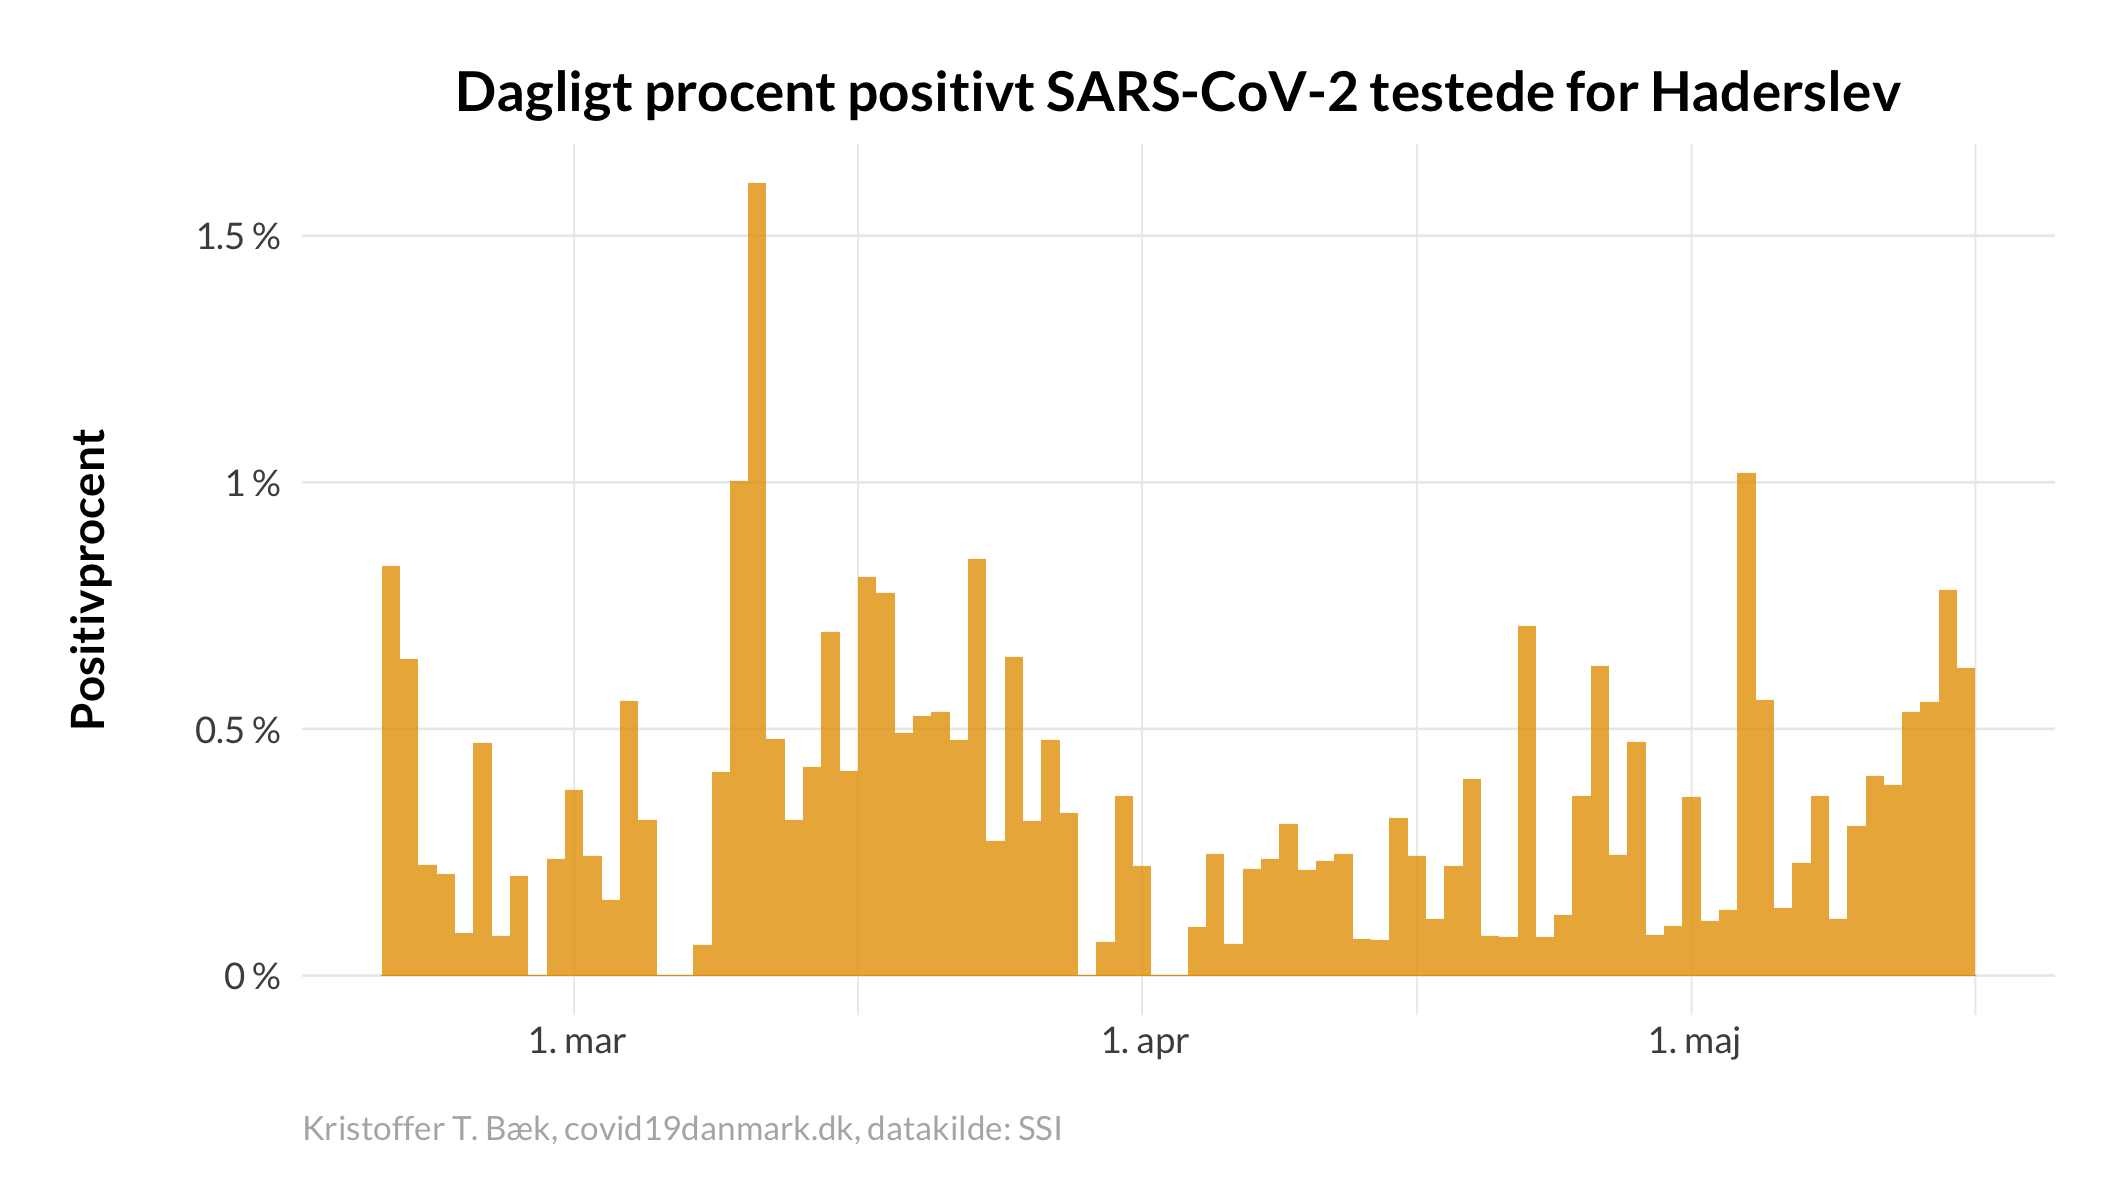 Dagligt procent positivt SARS-CoV-2 testede for Haderslev
Positivprocent
1.5 %
1 %
0.5 %
0 %
1. mar
1. apr
1. maj
Kristoffer T. Bæk, covid19danmark.dk, datakilde: SSI